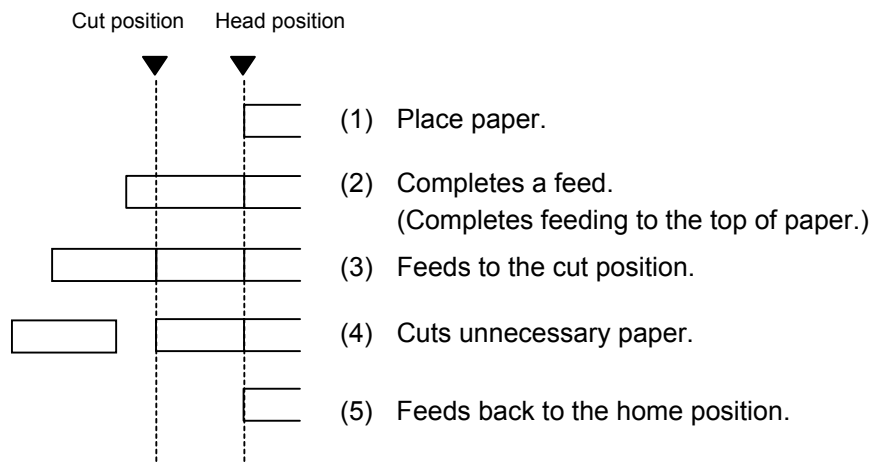 Cut position Head position
(1) Place paper.
(2) Completes a feed.
(Completes feeding to the top of paper.)
(3) Feeds to the cut position.
(4) Cuts unnecessary paper.
(5) Feeds back to the home position.